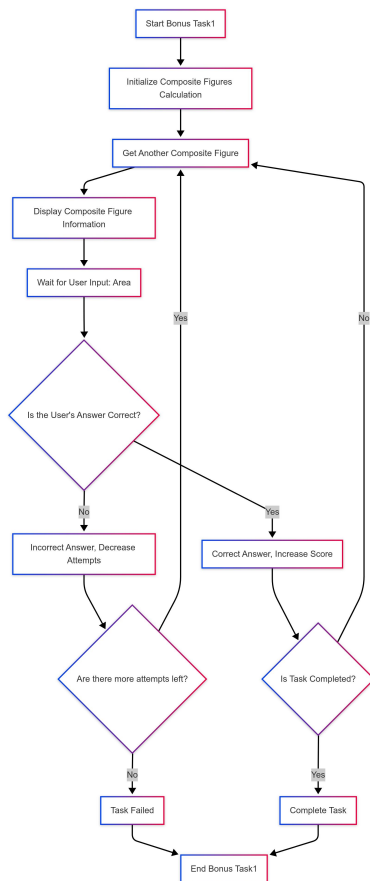 Start Bonus Task1
Initialize Composite Figures
Calculation
Get Another Composite Figure
Display Composite Figure
Information
Wait for User Input: Area
Yes
No
Is the User's Answer Correct?
No
Yes
Incorrect Answer, Decrease
Attempts
Correct Answer, Increase Score
Are there more attempts left?
Is Task Completed?
No
Yes
Task Failed
Complete Task
End Bonus Task1